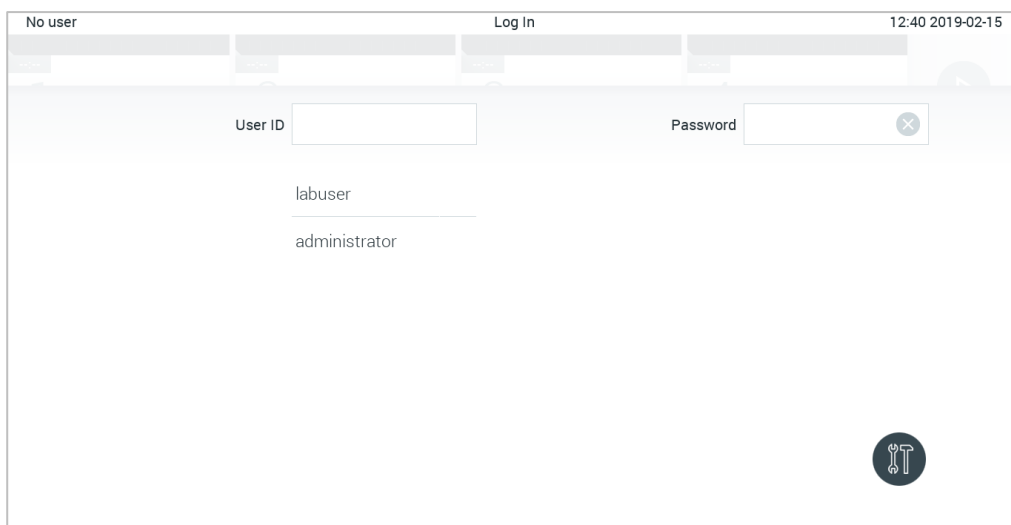 No user Log In 12:40 2019-02-15
-- -- -- -- -- -- -- --
User ID Password
labuser
administrator